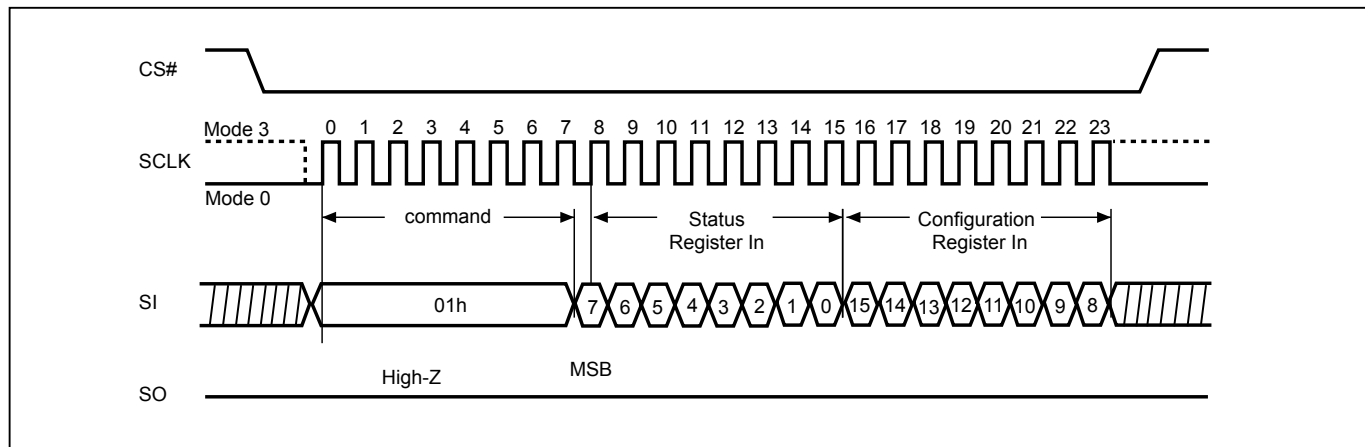 CS#
Mode 3
0 1 2 3 4 5 6 7 8 9 10 11 12 13 14 15 16 17 18 19 20 21 22 23
SCLK
Mode 0
command
Status
Register In
Configuration
Register In
SI
01h
7 6 5 4 3 2 1 0 15 14 13 12 11 10 9 8
High-Z
MSB
SO